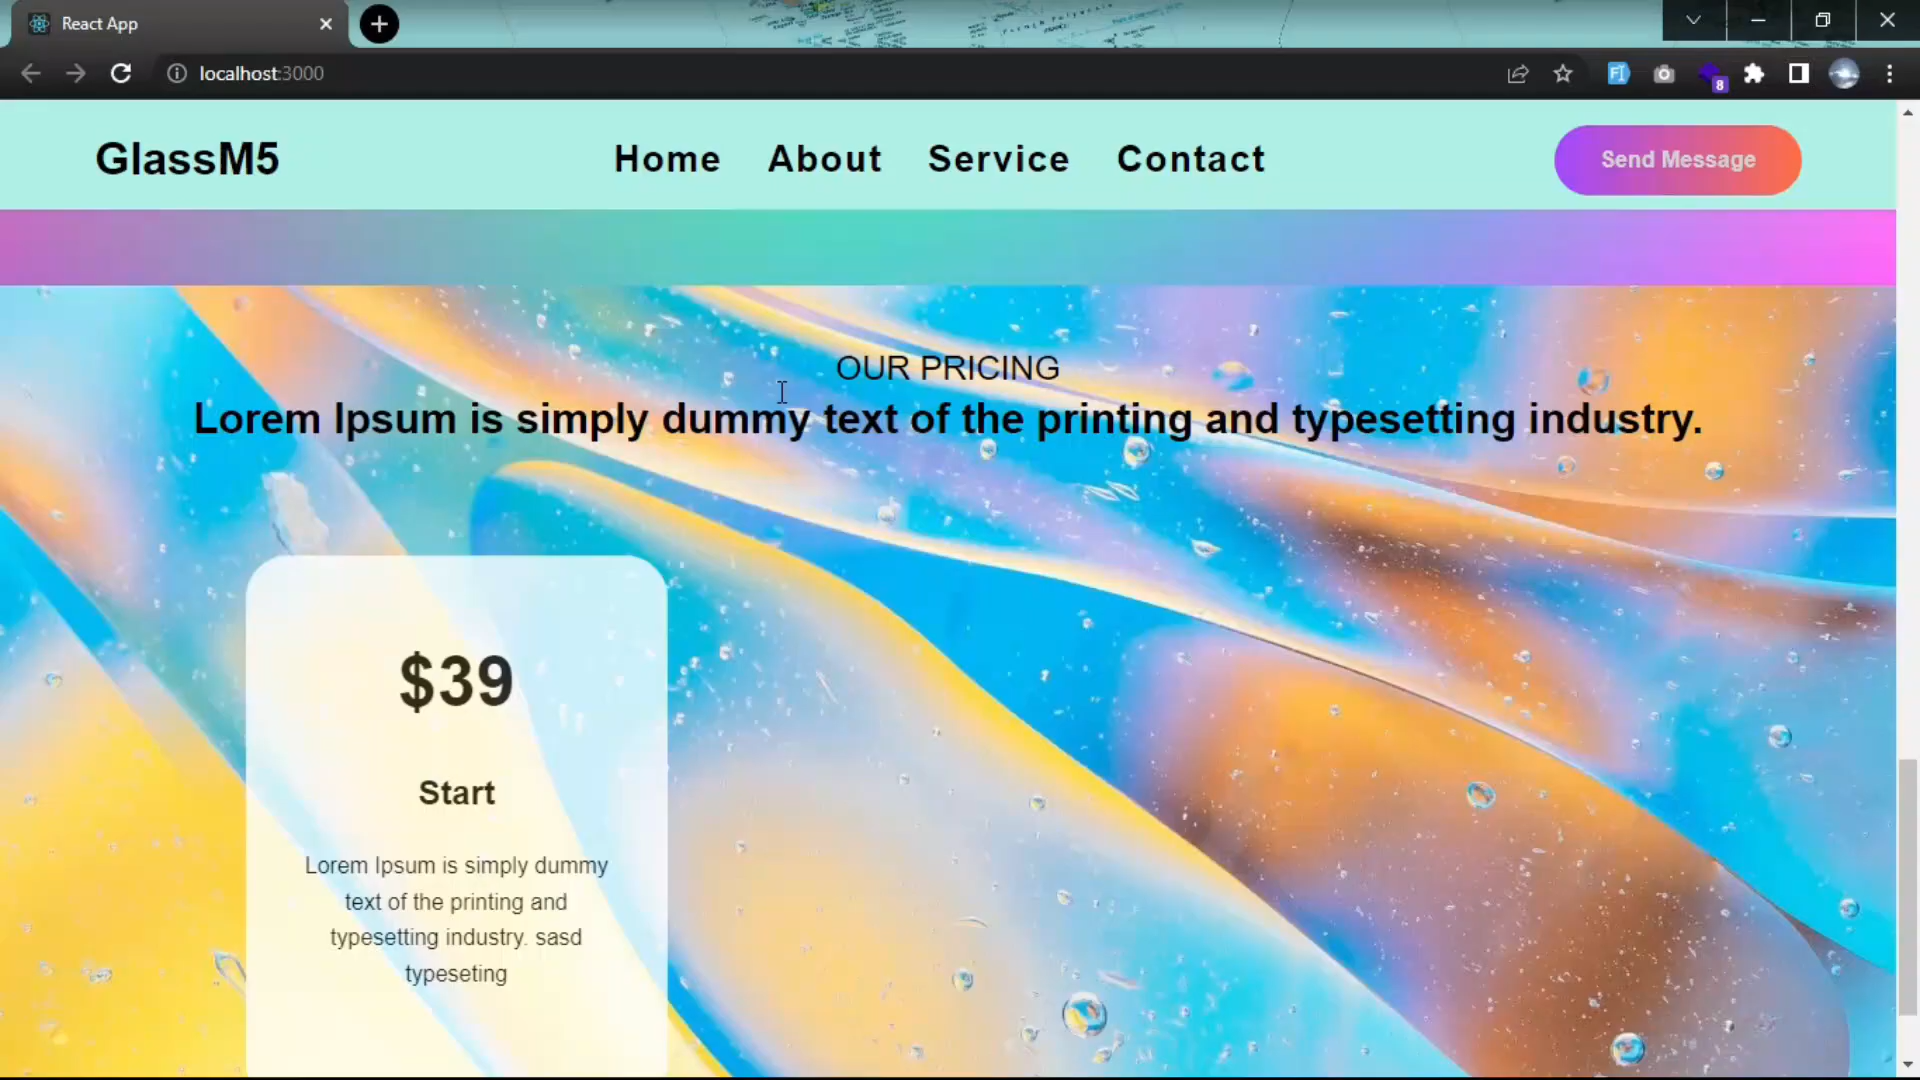 React App
localhost:3000
8
GlassM5
Home About Service Contact
Send Message
OUR PRICING
Lorem Ipsum is simply dummy text of the printing and typesetting industry.
$39
Start
Lorem Ipsum is simply dummy
text of the printing and
typesetting industry. sasd
typeseting